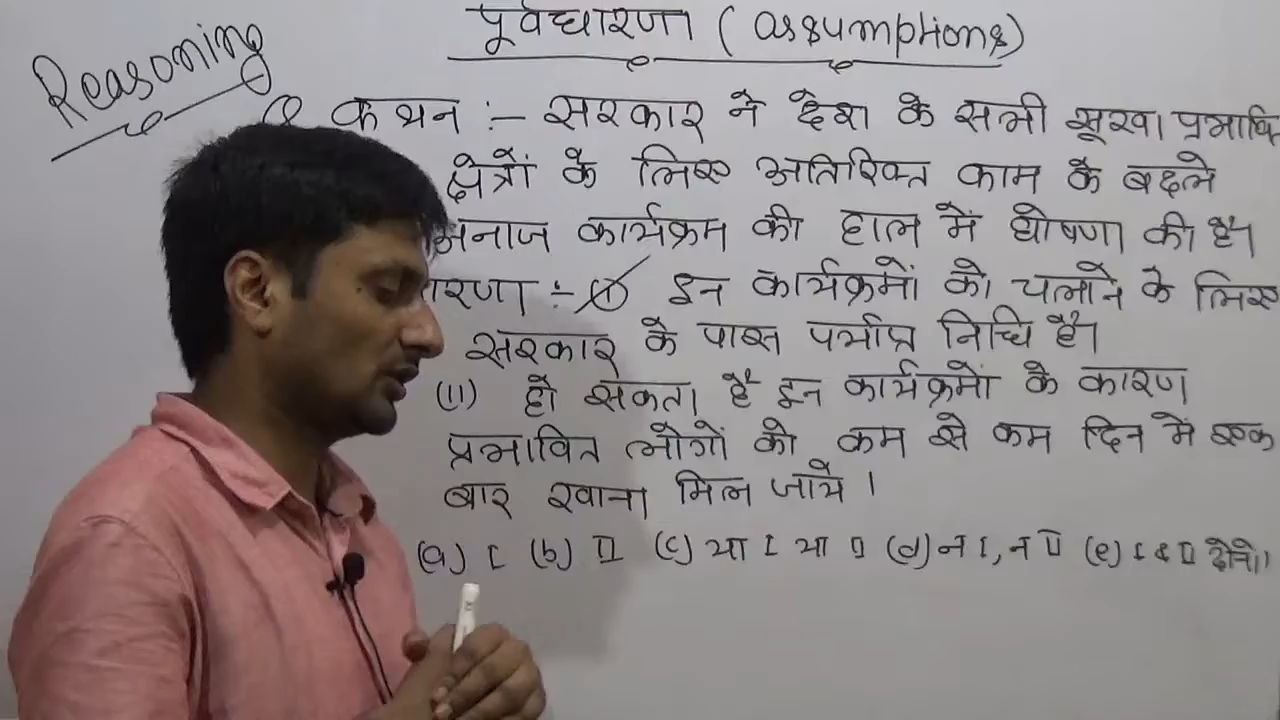 पूर्वधारणा (assumptions)
Reasoning
Q कथन :- सरकार ने देश के सभी सूखा प्रभावि
क्षेत्रों के लिए अतिरिक्त काम के बदले
अनाज कार्यक्रम की हाल में घोषणा की है।
ारणा :- (I) इन कार्यक्रमों को चलाने के लिए
सरकार के पास पर्याप्त निधि है।
(II) हो सकता है इन कार्यक्रमों के कारण
प्रभावित लोगों को कम से कम दिन में एक
बार खाना मिल जाये ।
(a) I (b) II (c) या I या II (d) न I, न II (e) I & II दोनो।